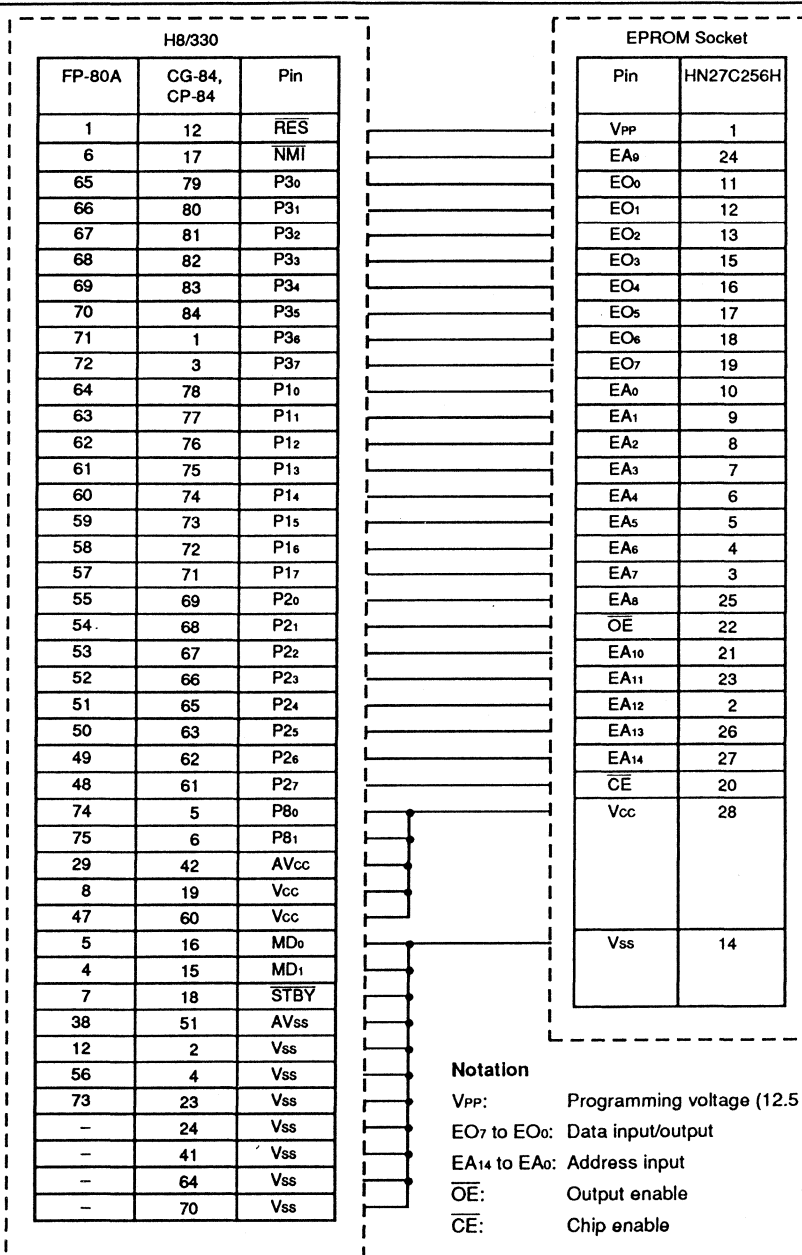 H8/330
FP-80A CG-84, CP-84 Pin
1 12 RES
6 17 NMI
65 79 P30
66 80 P31
67 81 P32
68 82 P33
69 83 P34
70 84 P35
71 1 P36
72 3 P37
64 78 P10
63 77 P11
62 76 P12
61 75 P13
60 74 P14
59 73 P15
58 72 P16
57 71 P17
55 69 P20
54 68 P21
53 67 P22
52 66 P23
51 65 P24
50 63 P25
49 62 P26
48 61 P27
74 5 P80
75 6 P81
29 42 AVcc
8 19 Vcc
47 60 Vcc
5 16 MD0
4 15 MD1
7 18 STBY
38 51 AVss
12 2 Vss
56 4 Vss
73 23 Vss
– 24 Vss
– 41 Vss
– 64 Vss
– 70 Vss
EPROM Socket
Pin HN27C256H
VPP 1
EA9 24
EO0 11
EO1 12
EO2 13
EO3 15
EO4 16
EO5 17
EO6 18
EO7 19
EA0 10
EA1 9
EA2 8
EA3 7
EA4 6
EA5 5
EA6 4
EA7 3
EA8 25
OE 22
EA10 21
EA11 23
EA12 2
EA13 26
EA14 27
CE 20
Vcc 28
Vss 14
Notation
VPP: Programming voltage (12.5
EO7 to EO0: Data input/output
EA14 to EA0: Address input
OE: Output enable
CE: Chip enable